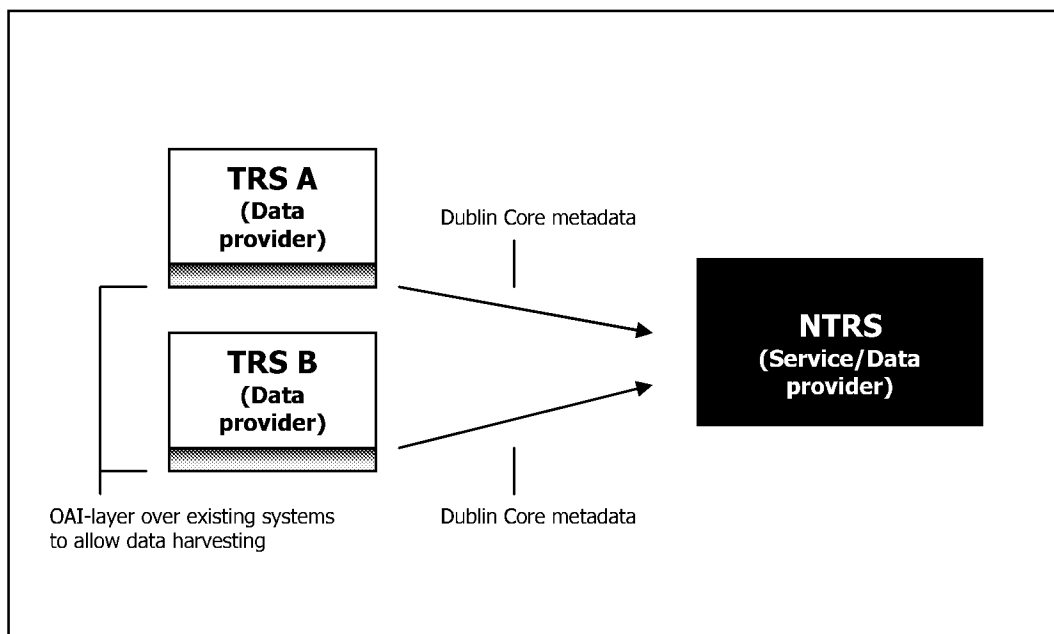 TRS A
(Data
provider)
Dublin Core metadata
TRS B
(Data
provider)
NTRS
(Service/Data
provider)
OAI-layer over existing systems
to allow data harvesting
Dublin Core metadata